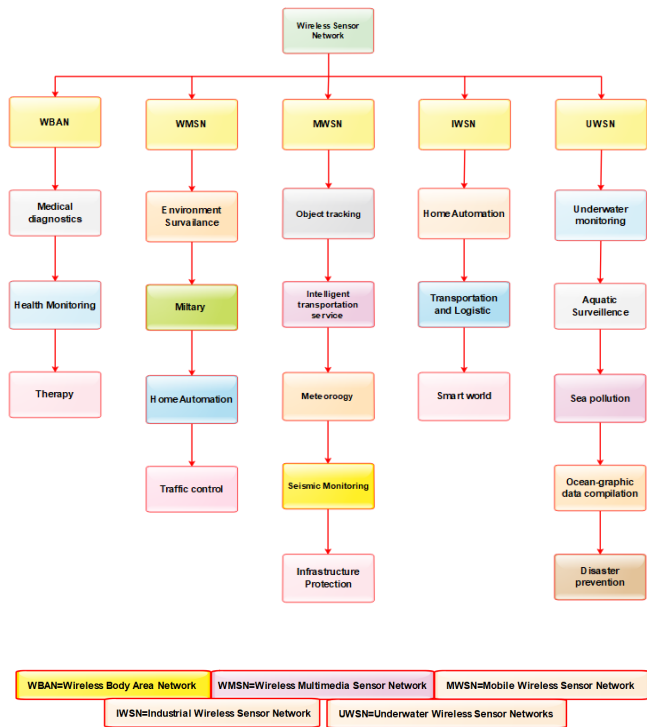 Wireless Sensor
Network
WBAN
WMSN
MWSN
IWSN
UWSN
Medical
diagnostics
Environment
Survailance
Object tracking
Home Automation
Underwater
monitoring
Health Monitoring
Miltary
Intelligent
transportation
service
Transportation
and Logistic
Aquatic
Surveillence
Therapy
Home Automation
Meteoroogy
Smart world
Sea pollution
Traffic control
Seismic Monitoring
Ocean-graphic
data compilation
Infrastructure
Protection
Disaster
prevention
WBAN=Wireless Body Area Network
WMSN=Wireless Multimedia Sensor Network
MWSN=Mobile Wireless Sensor Network
IWSN=Industrial Wireless Sensor Network
UWSN=Underwater Wireless Sensor Networks